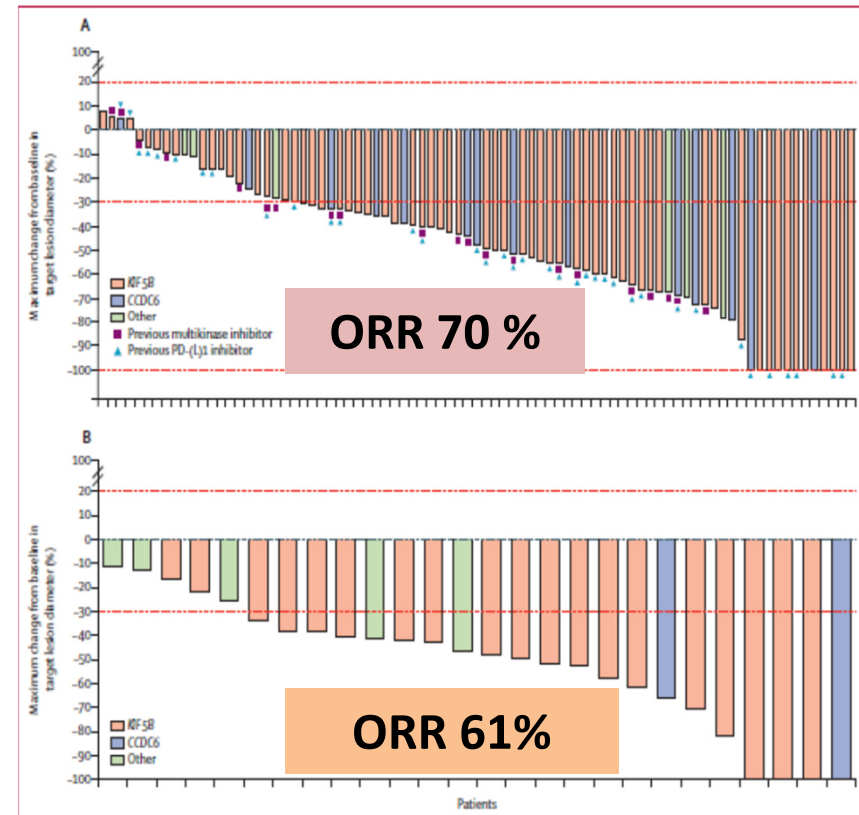 A
Maximum change from baseline in
target lesion diameter (%)
100
20
10
0
-10
-20
-30
-40
-50
-60
-70
-80
-90
-100
KIF5B
CCDC6
Other
Previous multikinase inhibitor
Previous PD-(L)1 inhibitor
ORR 70 %
B
Maximum change from baseline in
target lesion diameter (%)
100
20
10
0
-10
-20
-30
-40
-50
-60
-70
-80
-90
-100
KIF5B
CCDC6
Other
ORR 61%
Patients